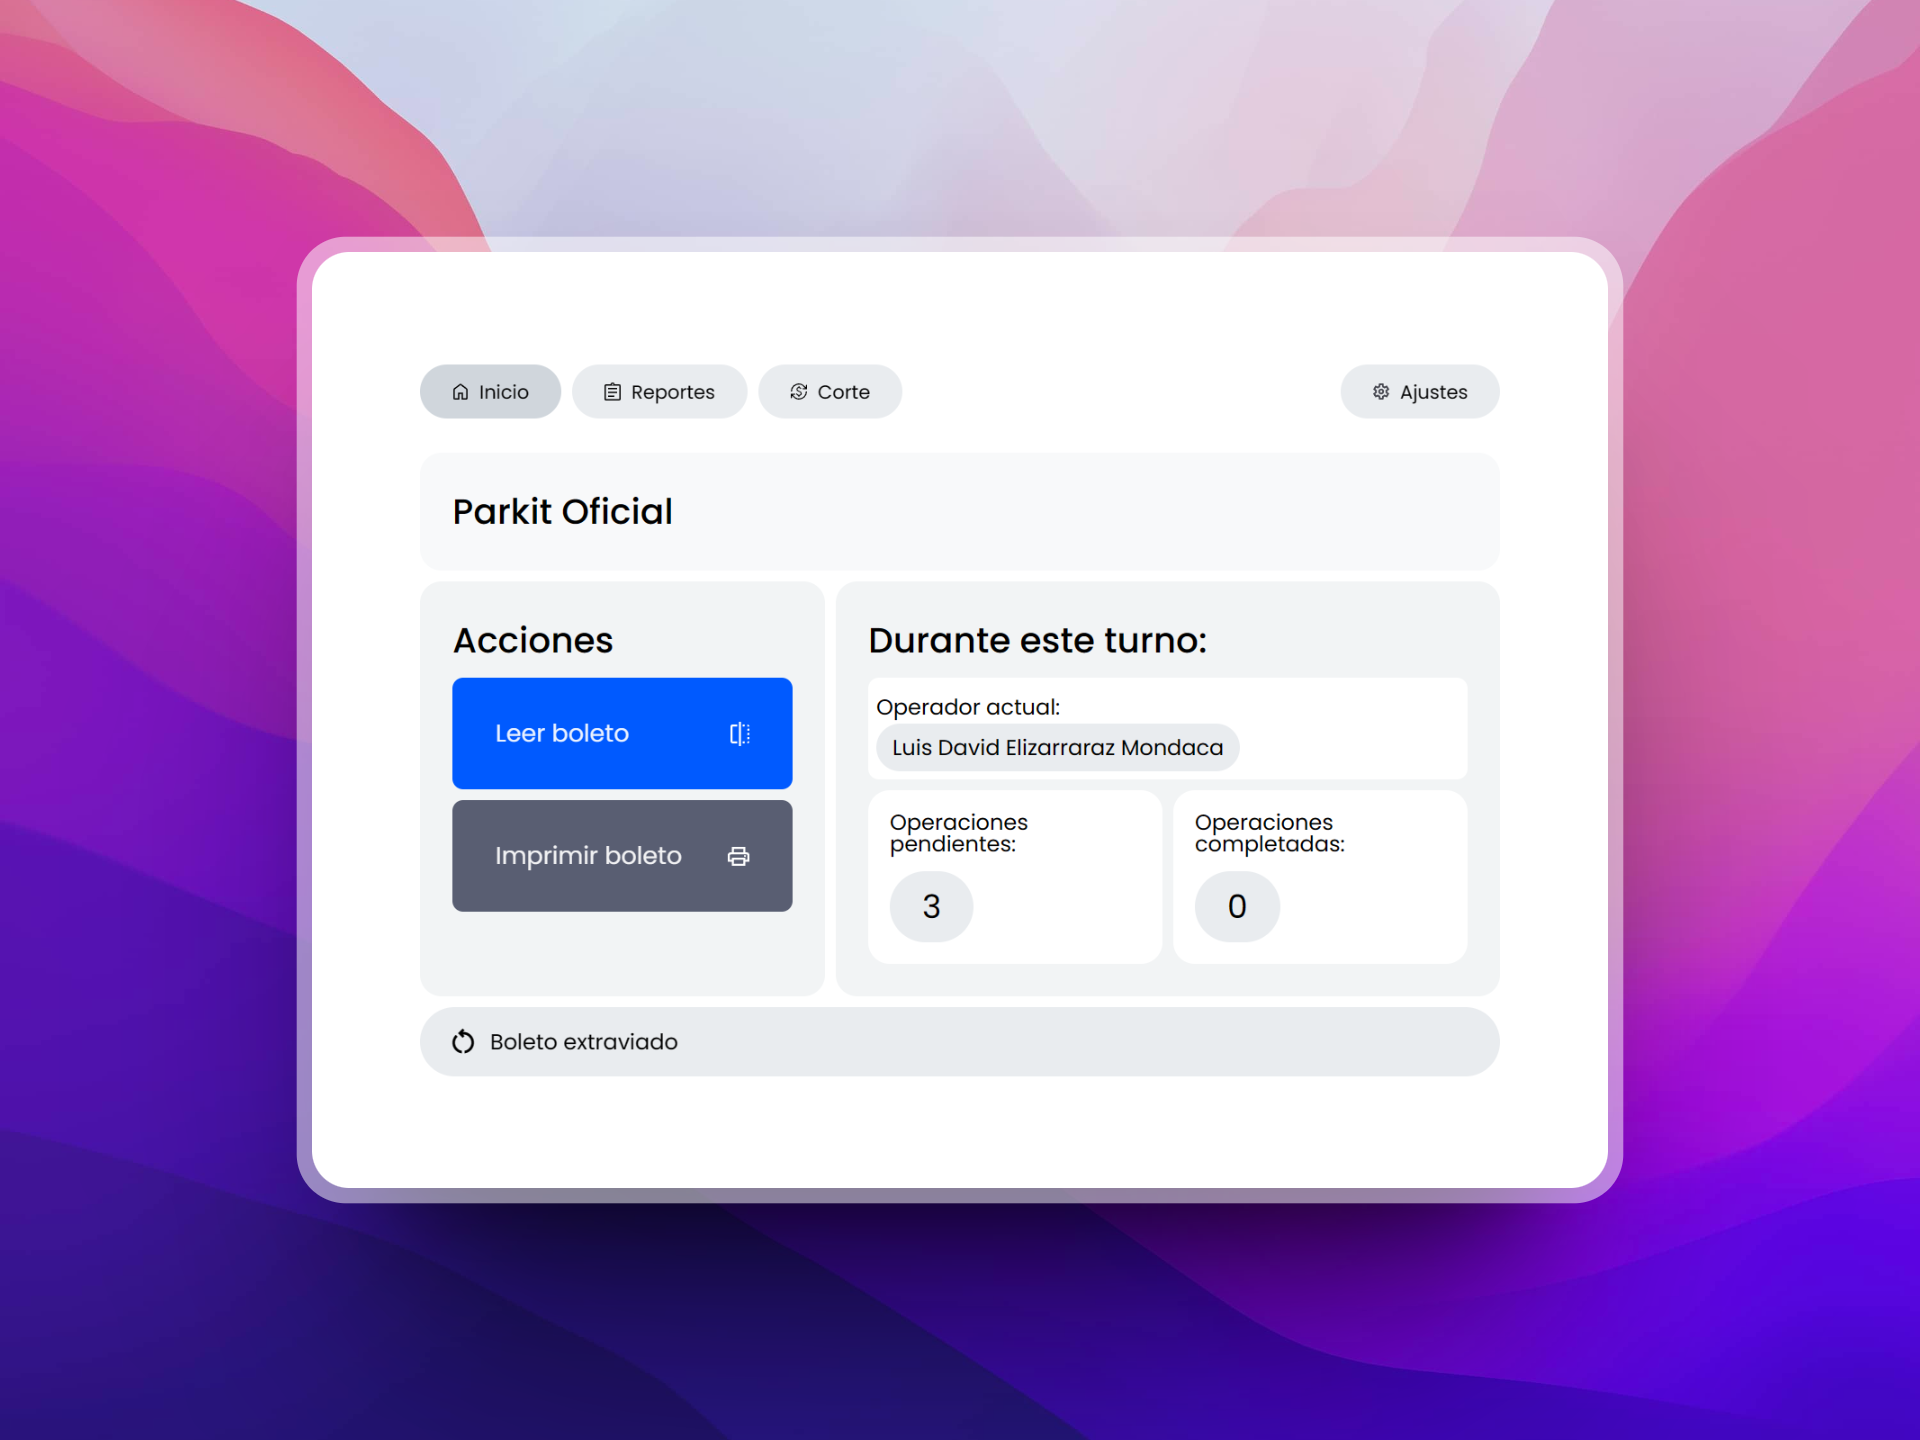 Inicio
Reportes
Corte
Ajustes
Parkit Oficial
Acciones
Leer boleto
Imprimir boleto
Durante este turno:
Operador actual:
Luis David Elizarraraz Mondaca
Operaciones
pendientes:
3
Operaciones
completadas:
0
Boleto extraviado